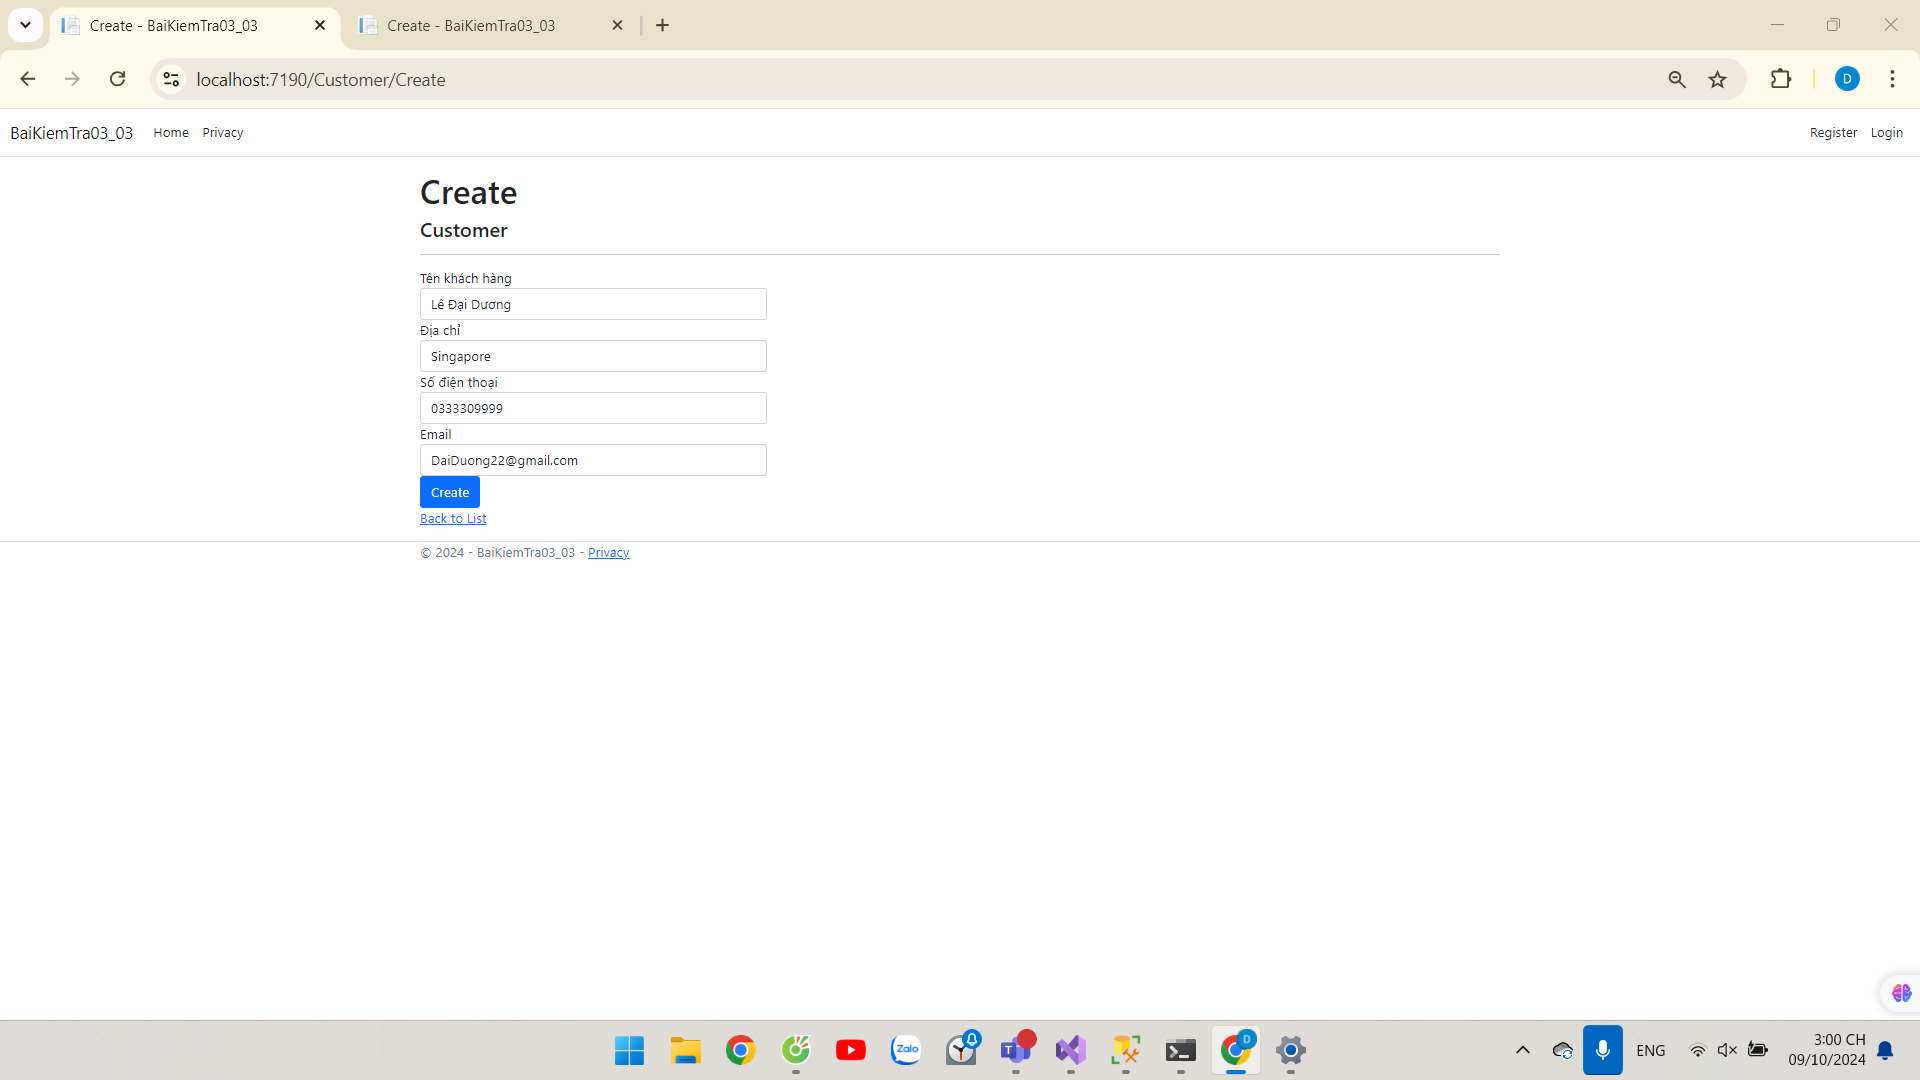 Create - BaiKiemTra03_03
Create - BaiKiemTra03_03
localhost:7190/Customer/Create
D
BaiKiemTra03_03 Home Privacy Register Login
Create
Customer
Tên khách hàng
Lê Đại Dương
Địa chỉ
Singapore
Số điện thoại
0333309999
Email
DaiDuong22@gmail.com
Create
Back to List
© 2024 - BaiKiemTra03_03 - Privacy
Zalo
T
D
ENG
3:00 CH
09/10/2024